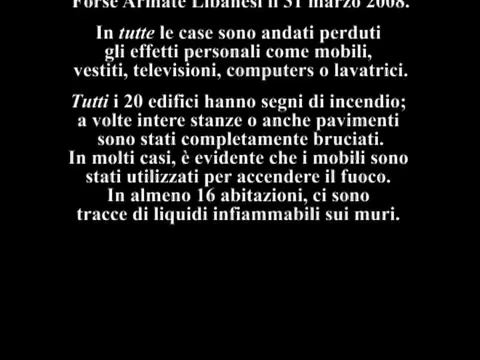 Forse Armate Libanesi il 31 marzo 2008.
In tutte le case sono andati perduti
gli effetti personali come mobili,
vestiti, televisioni, computers o lavatrici.
Tutti i 20 edifici hanno segni di incendio;
a volte intere stanze o anche pavimenti
sono stati completamente bruciati.
In molti casi, è evidente che i mobili sono
stati utilizzati per accendere il fuoco.
In almeno 16 abitazioni, ci sono
tracce di liquidi infiammabili sui muri.